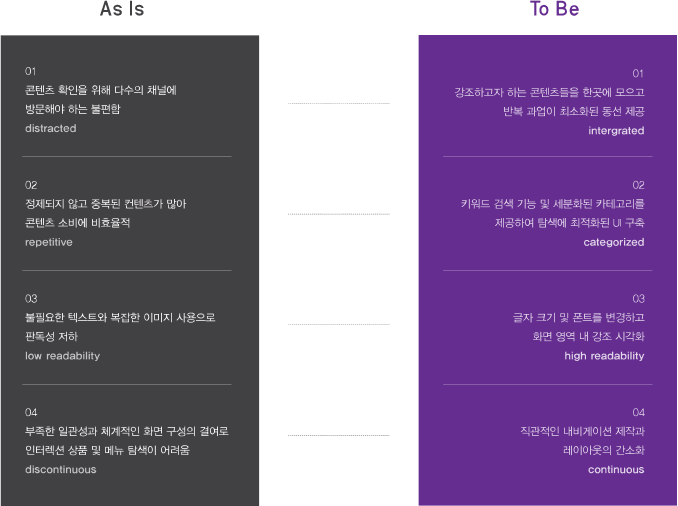 As Is
01
콘텐츠 확인을 위해 다수의 채널에
방문해야 하는 불편함
distracted
02
정제되지 않고 중복된 컨텐츠가 많아
콘텐츠 소비에 비효율적
repetitive
03
불필요한 텍스트와 복잡한 이미지 사용으로
판독성 저하
low readability
04
부족한 일관성과 체계적인 화면 구성의 결여로
인터렉션 상품 및 메뉴 탐색이 어려움
discontinuous
To Be
01
강조하고자 하는 콘텐츠들을 한곳에 모으고
반복 과업이 최소화된 동선 제공
intergrated
02
키워드 검색 기능 및 세분화된 카테고리를
제공하여 탐색에 최적화된 UI 구축
categorized
03
글자 크기 및 폰트를 변경하고
화면 영역 내 강조 시각화
high readability
04
직관적인 내비게이션 제작과
레이아웃의 간소화
continuous